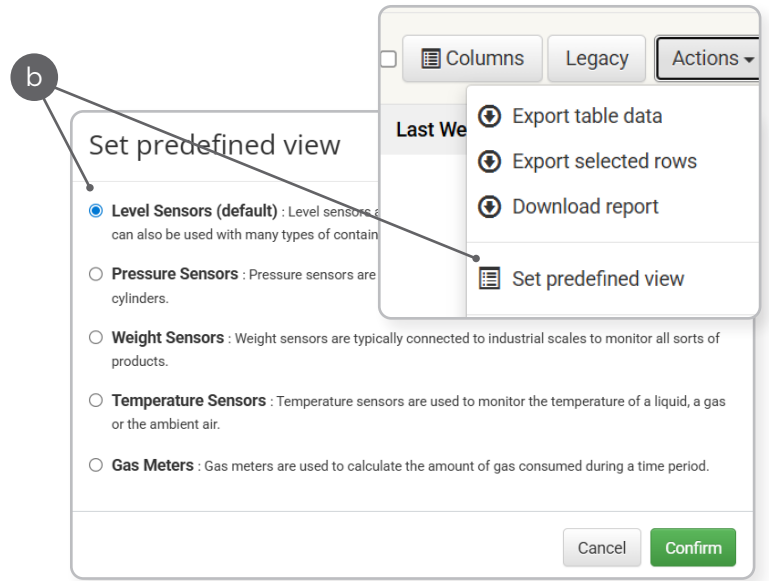 b
Columns
Legacy
Actions
Last We
Export table data
Export selected rows
Download report
Set predefined view
Set predefined view
Level Sensors (default) : Level sensors a
can also be used with many types of contain
Pressure Sensors : Pressure sensors are
cylinders.
Weight Sensors : Weight sensors are typically connected to industrial scales to monitor all sorts of
products.
Temperature Sensors : Temperature sensors are used to monitor the temperature of a liquid, a gas
or the ambient air.
Gas Meters : Gas meters are used to calculate the amount of gas consumed during a time period.
Cancel
Confirm